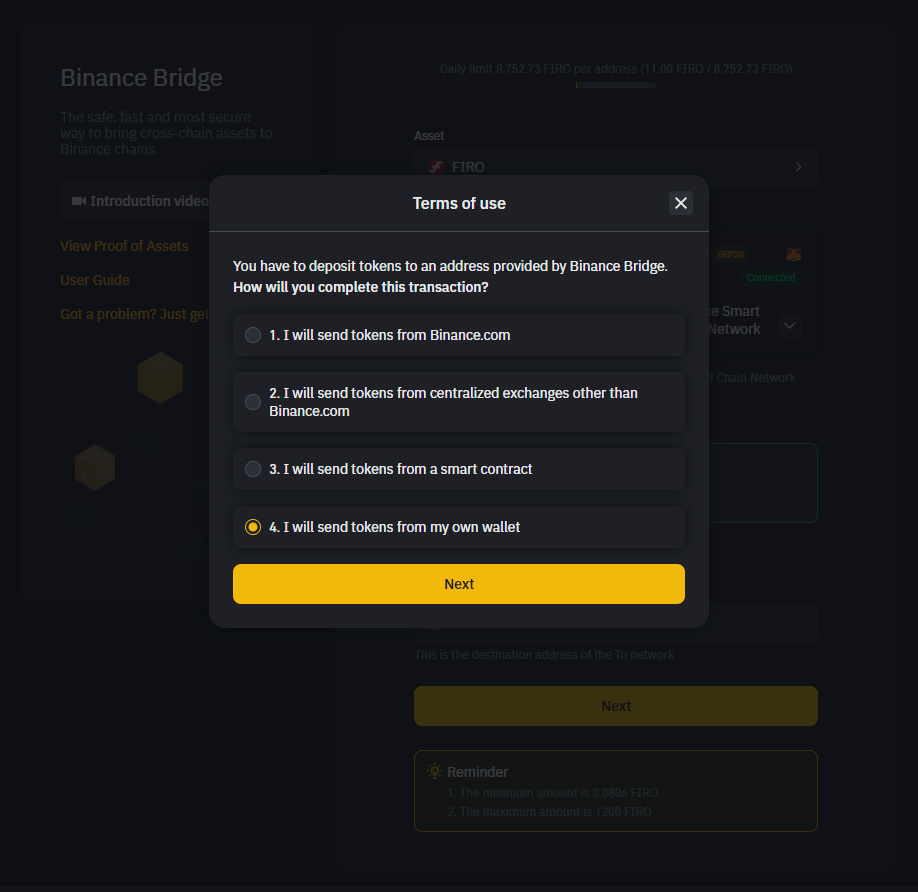 Binance Bridge
The safe, fast and most secure
way to bring cross-chain assets to
Binance chains.
Introduction video
View Proof of Assets
User Guide
Got a problem? Just get
Daily limit 8,752.73 FIRO per address (11.00 FIRO / 8,752.73 FIRO)
Asset
FIRO
BEP20
Connected
Smart
Network
t Chain Network
Terms of use
You have to deposit tokens to an address provided by Binance Bridge.
How will you complete this transaction?
1. I will send tokens from Binance.com
2. I will send tokens from centralized exchanges other than
Binance.com
3. I will send tokens from a smart contract
4. I will send tokens from my own wallet
Next
This is the destination address of the To network
Next
Reminder
1. The minimum amount is 0.0806 FIRO
2. The maximum amount is 1200 FIRO